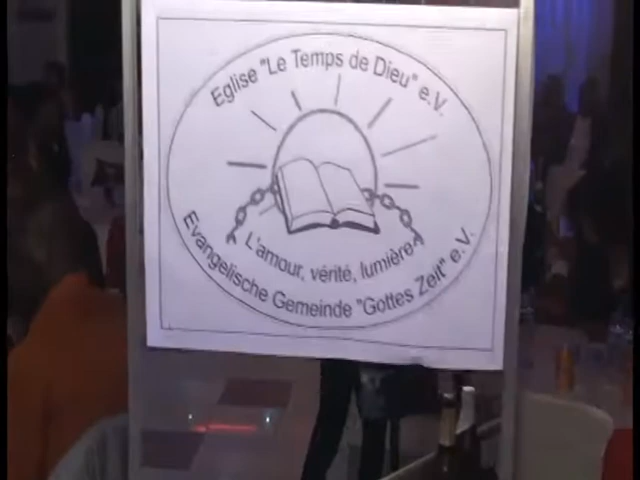 Eglise "Le Temps de Dieu" e.V.
L'amour, vérité, lumière
Evangelische Gemeinde "Gottes Zeit" e.V.